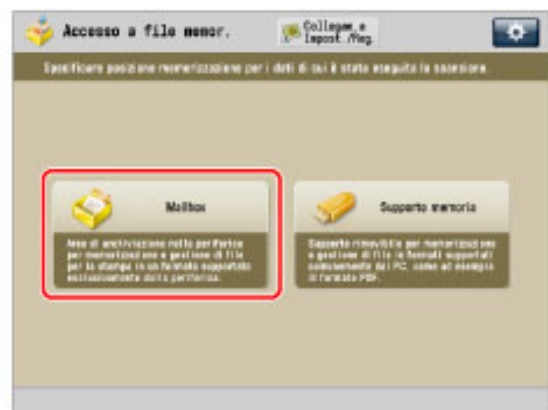 Accesso a file memor.
Collegam. e
Impost./Reg.
Specificare posizione memorizzazione per i dati di cui è stata eseguita la scansione.
Mailbox
Area di archiviazione nella periferica
per memorizzazione e gestione di file
per la stampa in un formato supportato
esclusivamente dalla periferica.
Supporto memoria
Supporto rimovibile per memorizzazione
e gestione di file in formati supportati
comunemente dai PC, come ad esempio
il formato PDF.